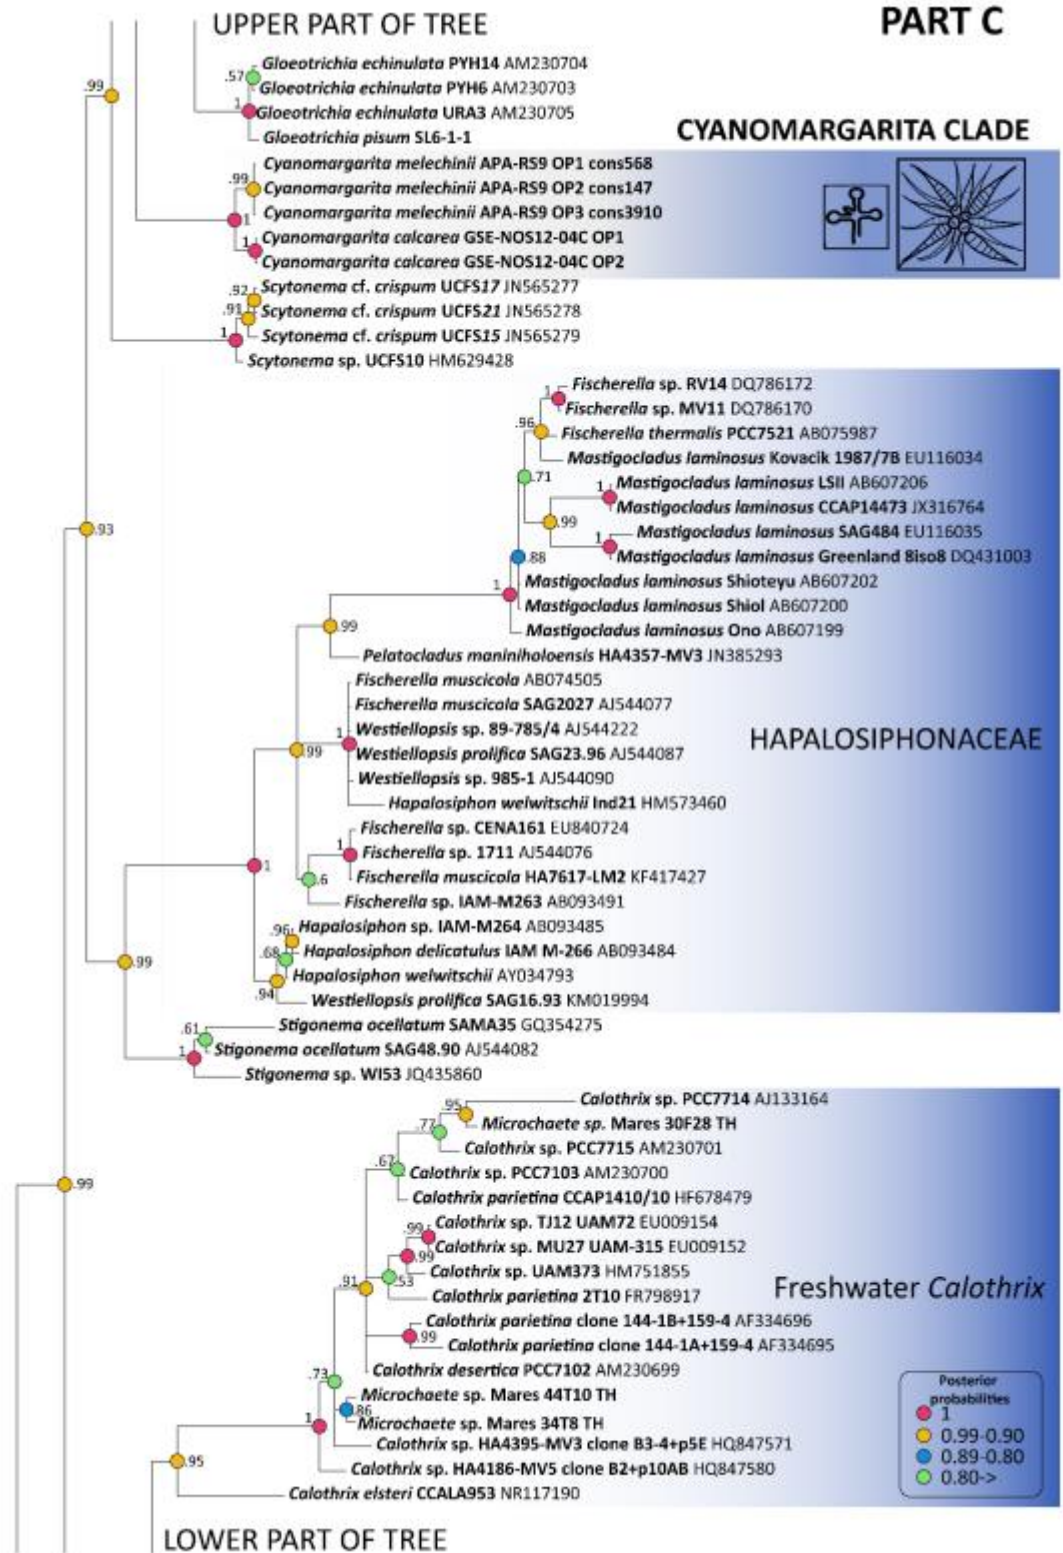 UPPER PART OF TREE
PART C
.99
.57
Gloeotrichia echinulata PYH14 AM230704
Gloeotrichia echinulata PYH6 AM230703
1
Gloeotrichia echinulata URA3 AM230705
Gloeotrichia pisum SL6-1-1
CYANOMARGARITA CLADE
Cyanomargarita melechinii APA-RS9 OP1 cons568
.99
Cyanomargarita melechinii APA-RS9 OP2 cons147
Cyanomargarita melechinii APA-RS9 OP3 cons3910
1
1
Cyanomargarita calcarea GSE-NOS12-04C OP1
Cyanomargarita calcarea GSE-NOS12-04C OP2
.92
Scytonema cf. crispum UCFS17 JN565277
.91
Scytonema cf. crispum UCFS21 JN565278
1
Scytonema cf. crispum UCFS15 JN565279
Scytonema sp. UCFS10 HM629428
1
Fischerella sp. RV14 DQ786172
Fischerella sp. MV11 DQ786170
.96
Fischerella thermalis PCC7521 AB075987
Mastigocladus laminosus Kovacik 1987/7B EU116034
.71
1
Mastigocladus laminosus LSII AB607206
Mastigocladus laminosus CCAP14473 JX316764
.99
.93
Mastigocladus laminosus SAG484 EU116035
1
Mastigocladus laminosus Greenland 8iso8 DQ431003
.88
Mastigocladus laminosus Shioteyu AB607202
1
Mastigocladus laminosus Shiol AB607200
.99
Mastigocladus laminosus Ono AB607199
Pelatocladus maniniholoensis HA4357-MV3 JN385293
Fischerella muscicola AB074505
Fischerella muscicola SAG2027 AJ544077
Westiellopsis sp. 89-785/4 AJ544222
1
.99
Westiellopsis prolifica SAG23.96 AJ544087
HAPALOSIPHONACEAE
Westiellopsis sp. 985-1 AJ544090
Hapalosiphon welwitschii Ind21 HM573460
Fischerella sp. CENA161 EU840724
1
Fischerella sp. 1711 AJ544076
1
.6
Fischerella muscicola HA7617-LM2 KF417427
Fischerella sp. IAM-M263 AB093491
.96
Hapalosiphon sp. IAM-M264 AB093485
.68
Hapalosiphon delicatulus IAM M-266 AB093484
.99
Hapalosiphon welwitschii AY034793
.94
Westiellopsis prolifica SAG16.93 KM019994
.61
Stigonema ocellatum SAMA35 GQ354275
1
Stigonema ocellatum SAG48.90 AJ544082
Stigonema sp. WI53 JQ435860
.95
Calothrix sp. PCC7714 AJ133164
.77
Microchaete sp. Mares 30F28 TH
Calothrix sp. PCC7715 AM230701
.67
Calothrix sp. PCC7103 AM230700
.99
Calothrix parietina CCAP1410/10 HF678479
.99
Calothrix sp. TJ12 UAM72 EU009154
.99
Calothrix sp. MU27 UAM-315 EU009152
Calothrix sp. UAM373 HM751855
.91
.53
Freshwater Calothrix
Calothrix parietina 2T10 FR798917
Calothrix parietina clone 144-1B+159-4 AF334696
.99
Calothrix parietina clone 144-1A+159-4 AF334695
Calothrix desertica PCC7102 AM230699
.73
Microchaete sp. Mares 44T10 TH
.86
Microchaete sp. Mares 34T8 TH
1
Calothrix sp. HA4395-MV3 clone B3-4+p5E HQ847571
.95
Calothrix sp. HA4186-MV5 clone B2+p10AB HQ847580
Calothrix elsteri CCALA953 NR117190
Posterior
probabilities
1
0.99-0.90
0.89-0.80
0.80->
LOWER PART OF TREE